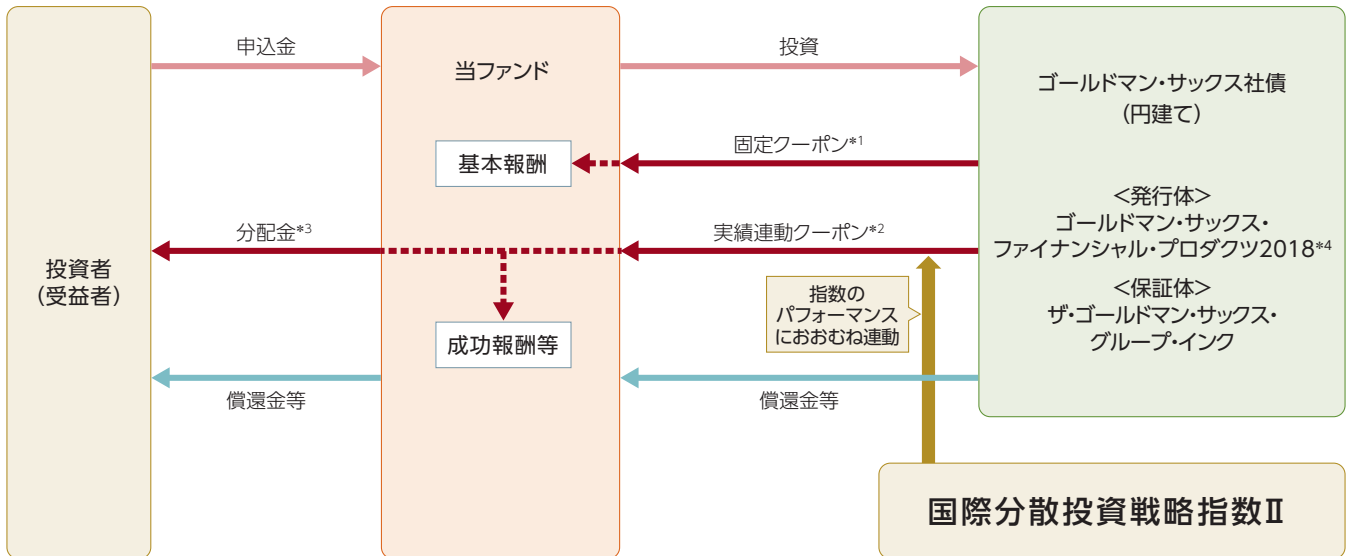 投資者
(受益者)
申込金
当ファンド
投資
ゴールドマン・サックス社債
(円建て)
固定クーポン*1
基本報酬
<発行体>
ゴールドマン・サックス・
ファイナンシャル・プロダクツ2018*4
分配金*3
実績連動クーポン*2
<保証体>
ザ・ゴールドマン・サックス・
グループ・インク
指数の
パフォーマンス
におおむね連動
成功報酬等
償還金等
償還金等
国際分散投資戦略指数Ⅱ